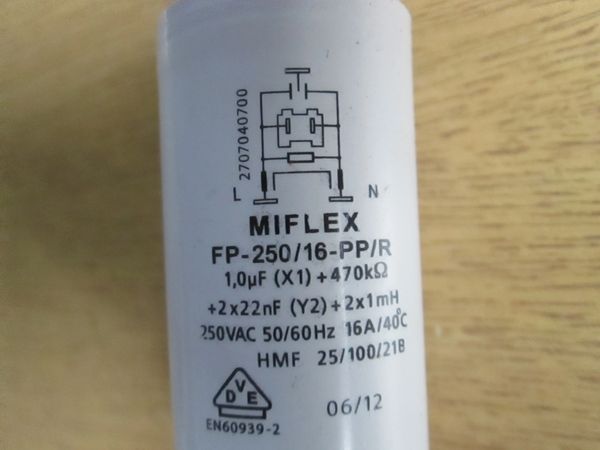 2707040700
L N
MIFLEX
FP-250/16-PP/R
1,0µF (X1) + 470kΩ
+2x22nF (Y2) + 2x1mH
250VAC 50/60Hz 16A/40°C
HMF 25/100/21B
DVE
EN60939-2
06/12